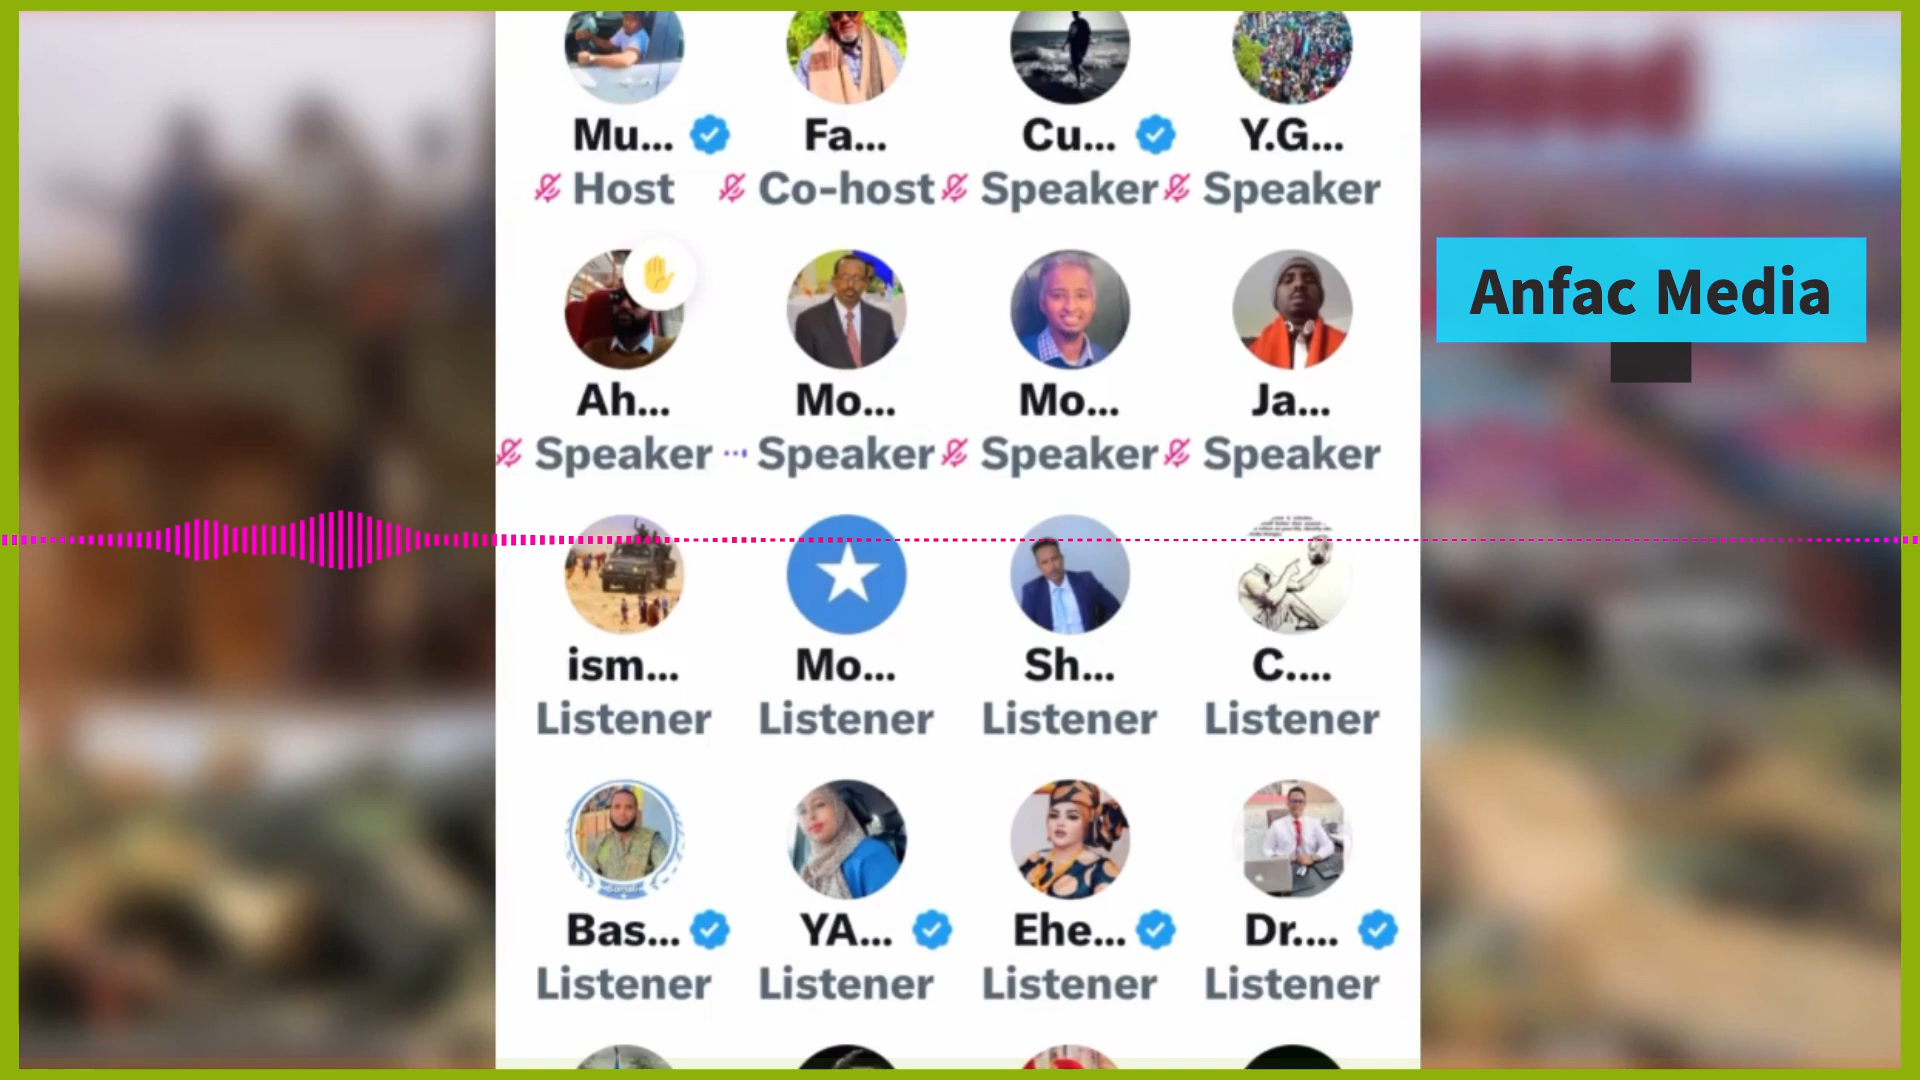 Mu... Fa... Cu... Y.G...
Host Co-host Speaker Speaker
Anfac Media
Ah... Mo... Mo... Ja...
Speaker Speaker Speaker Speaker
ism... Mo... Sh... C....
Listener Listener Listener Listener
Bas... YA... Ehe... Dr....
Listener Listener Listener Listener